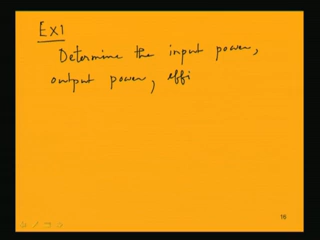 Ex1
Determine the input power,
output power, effi
16